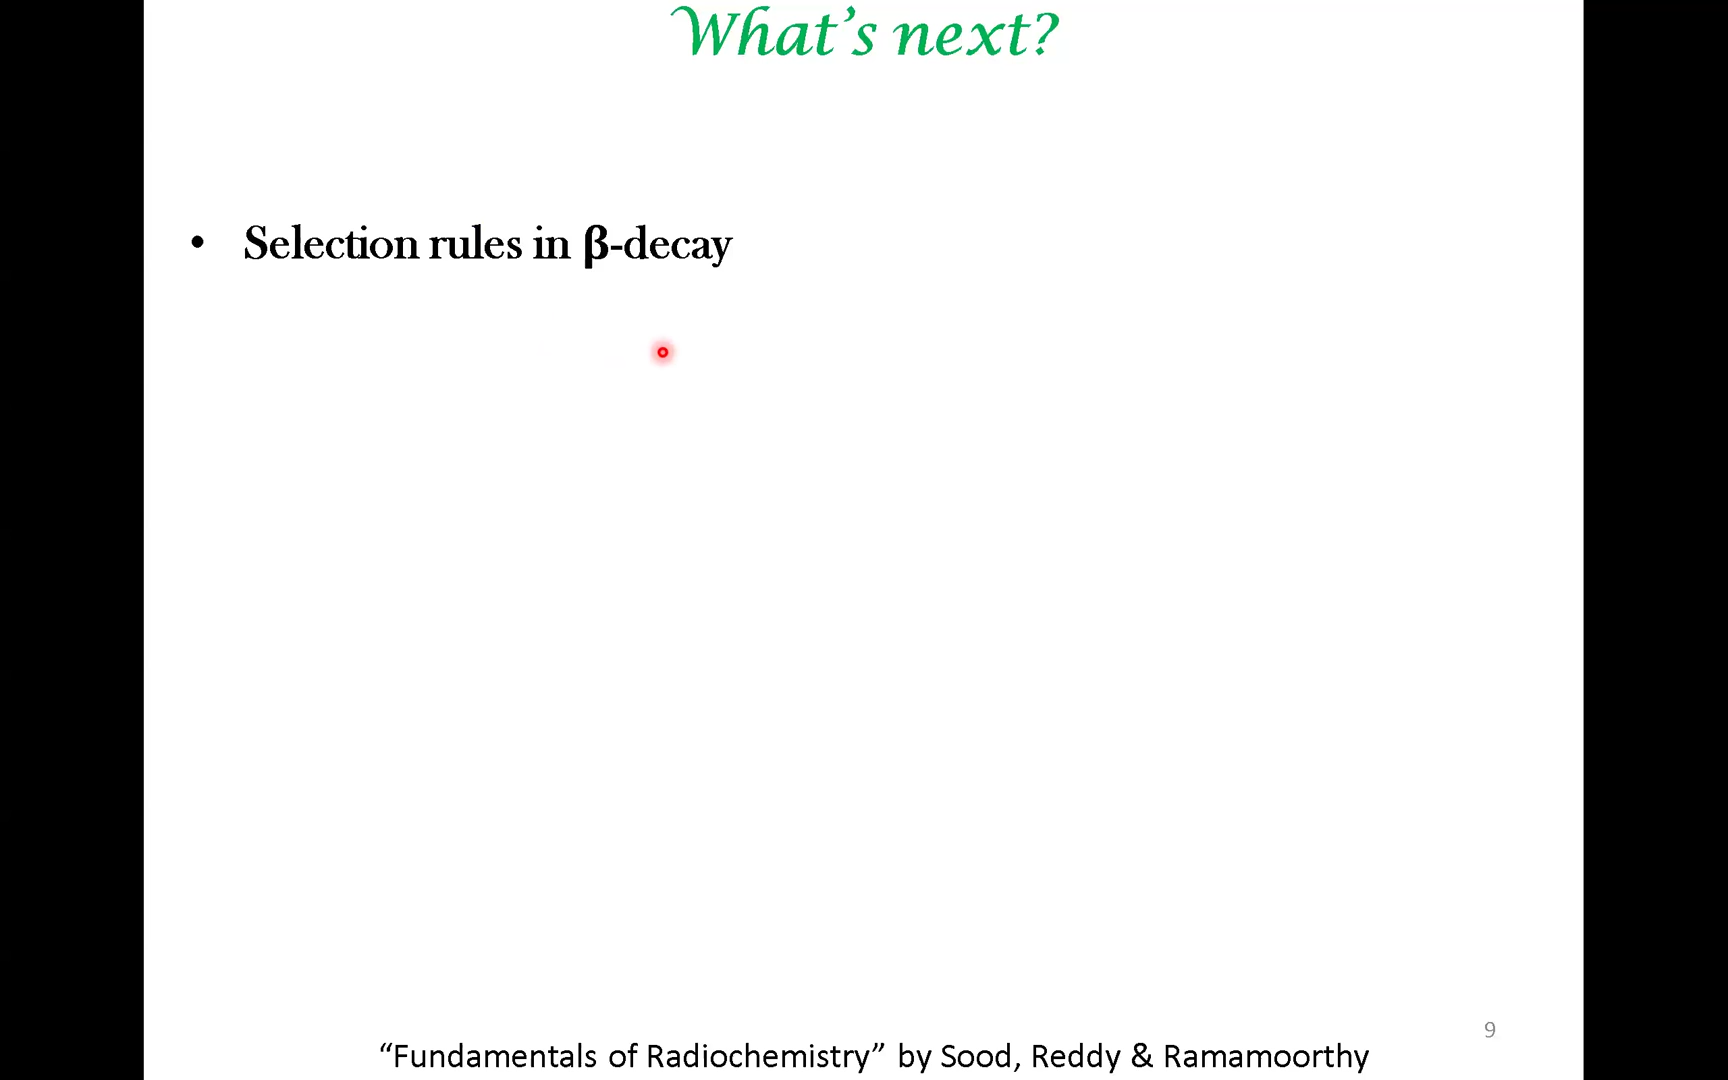 What’s next?
• Selection rules in β-decay
9
“Fundamentals of Radiochemistry” by Sood, Reddy & Ramamoorthy